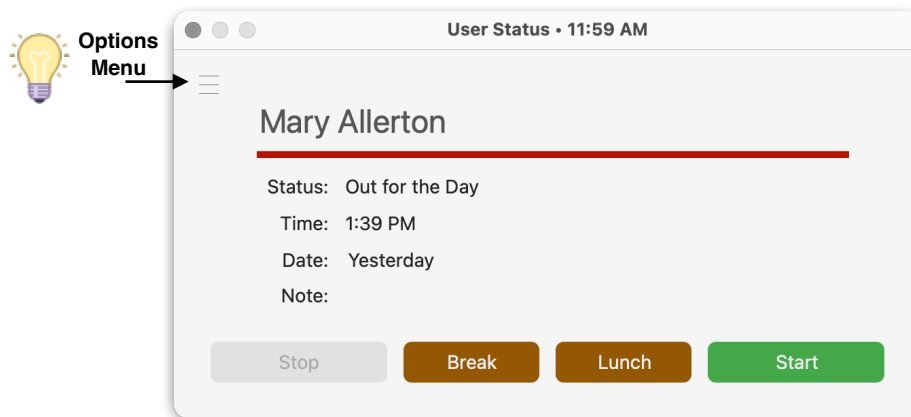 Options
Menu
User Status • 11:59 AM
Mary Allerton
Status: Out for the Day
Time: 1:39 PM
Date: Yesterday
Note:
Stop Break Lunch Start